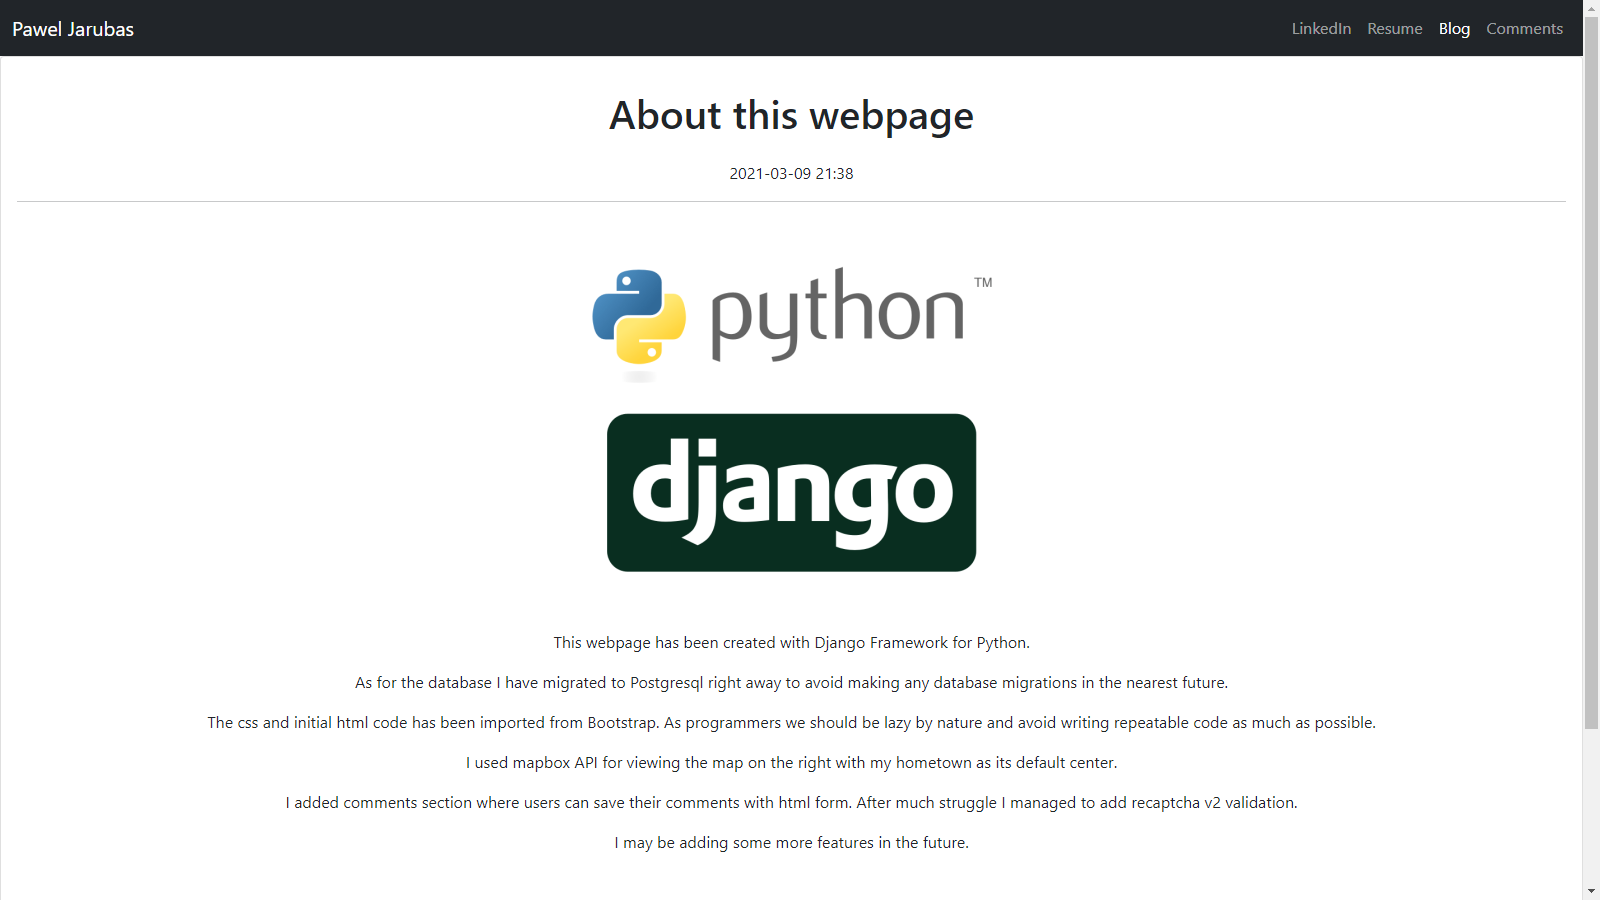 Pawel Jarubas
LinkedIn Resume Blog Comments
About this webpage
2021-03-09 21:38
python™
django
This webpage has been created with Django Framework for Python.
As for the database I have migrated to Postgresql right away to avoid making any database migrations in the nearest future.
The css and initial html code has been imported from Bootstrap. As programmers we should be lazy by nature and avoid writing repeatable code as much as possible.
I used mapbox API for viewing the map on the right with my hometown as its default center.
I added comments section where users can save their comments with html form. After much struggle I managed to add recaptcha v2 validation.
I may be adding some more features in the future.